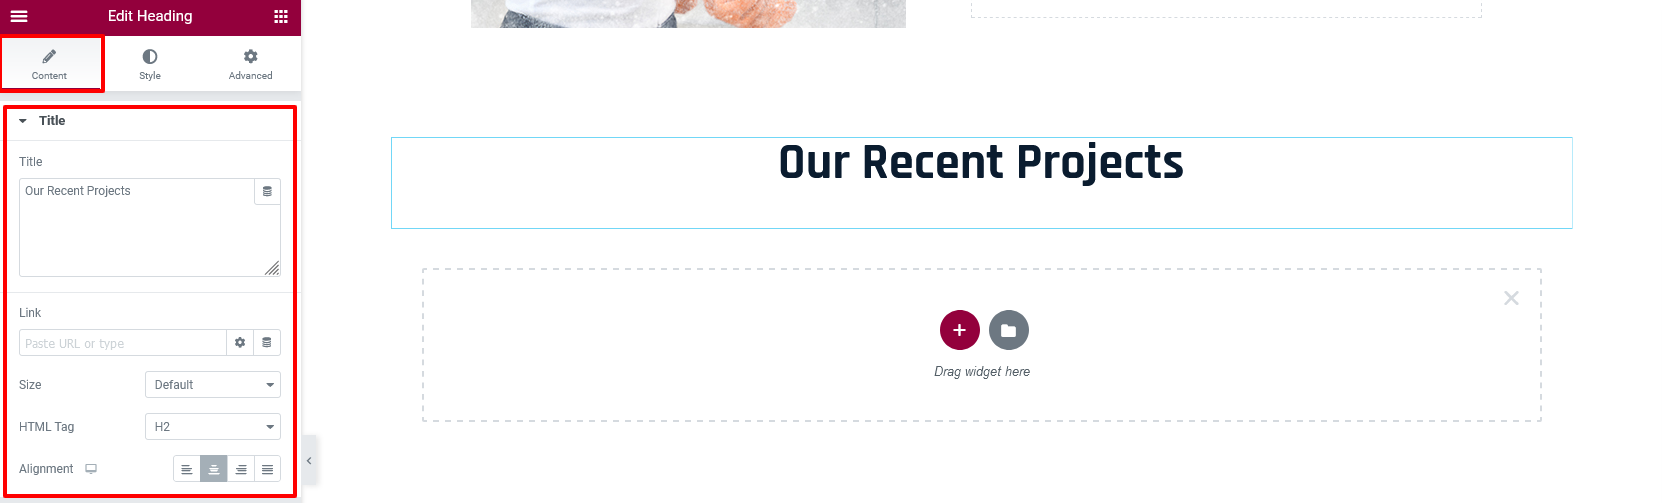 Edit Heading
Content
Style
Advanced
Title
Title
Our Recent Projects
Link
Paste URL or type
Size
Default
HTML Tag
H2
Alignment
Our Recent Projects
Drag widget here